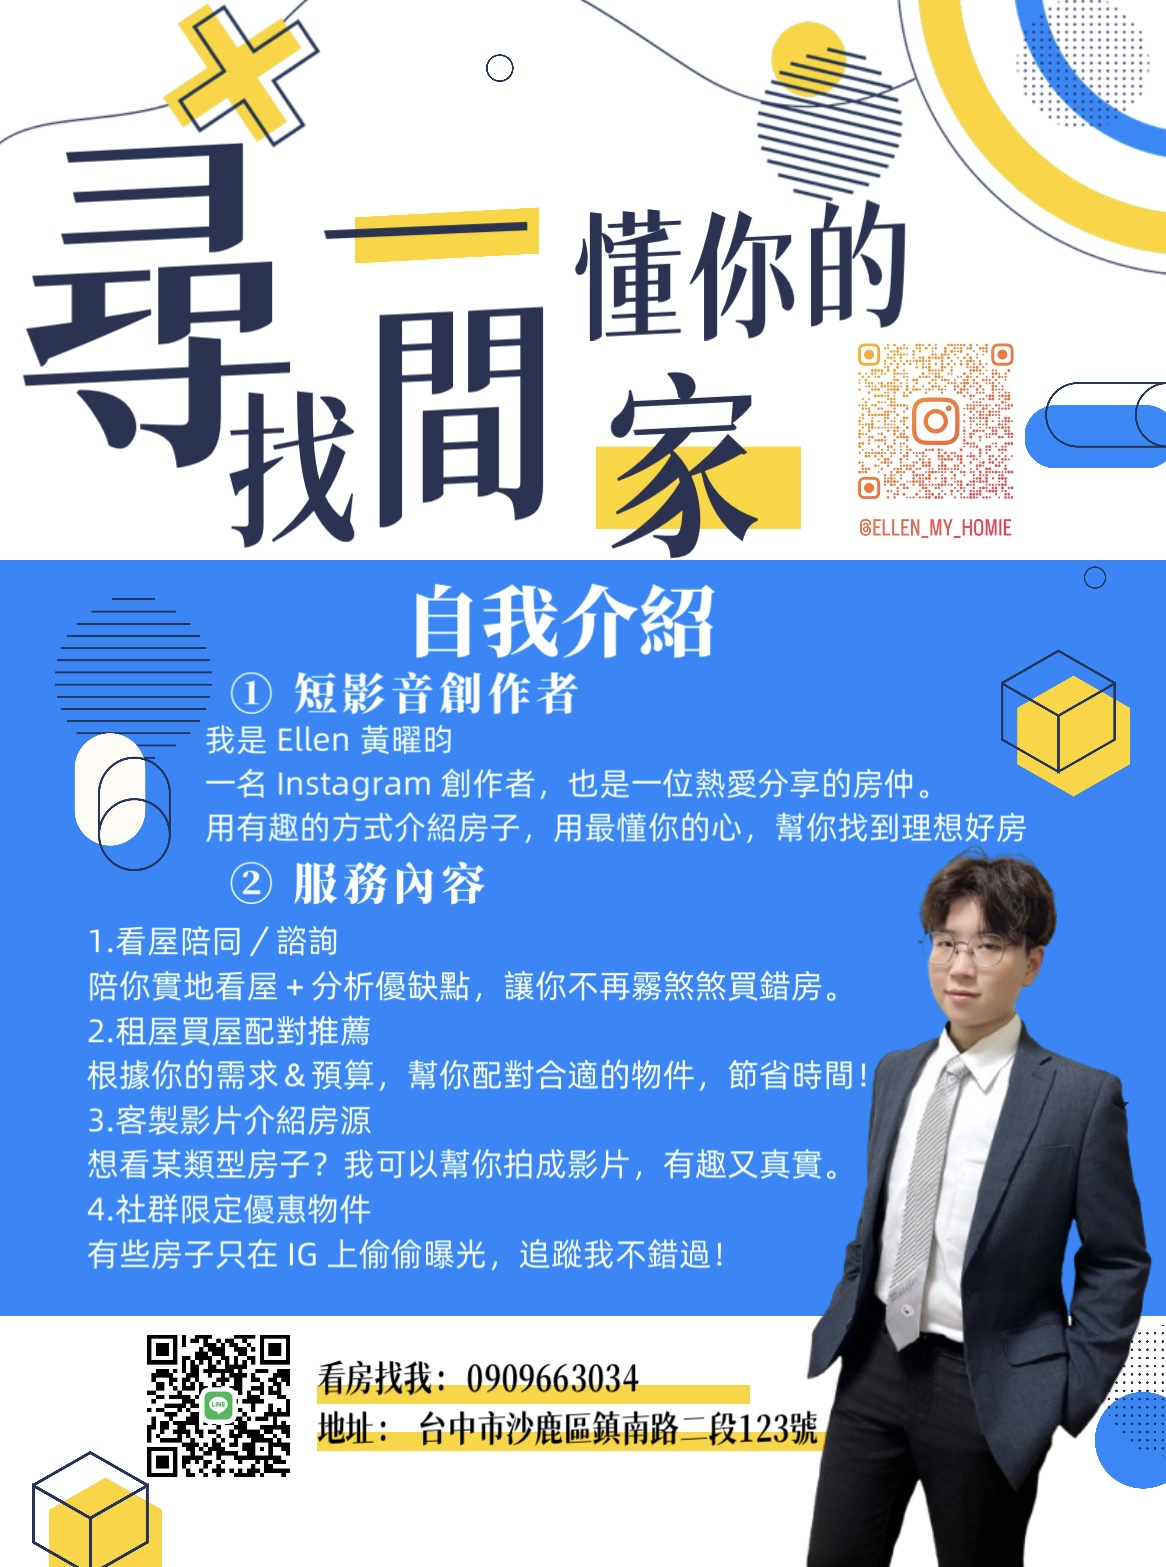 尋找
一間
懂你的
家
@ELLEN_MY_HOMIE
自我介紹
① 短影音創作者
我是 Ellen 黃曜昀
一名 Instagram 創作者，也是一位熱愛分享的房仲。
用有趣的方式介紹房子，用最懂你的心，幫你找到理想好房
② 服務內容
1.看屋陪同／諮詢
陪你實地看屋+分析優缺點，讓你不再霧煞煞買錯房。
2.租屋買屋配對推薦
根據你的需求&預算，幫你配對合適的物件，節省時間！
3.客製影片介紹房源
想看某類型房子？我可以幫你拍成影片，有趣又真實。
4.社群限定優惠物件
有些房子只在 IG 上偷偷曝光，追蹤我不錯過！
LINE
看房找我：0909663034
地址： 台中市沙鹿區鎮南路二段123號